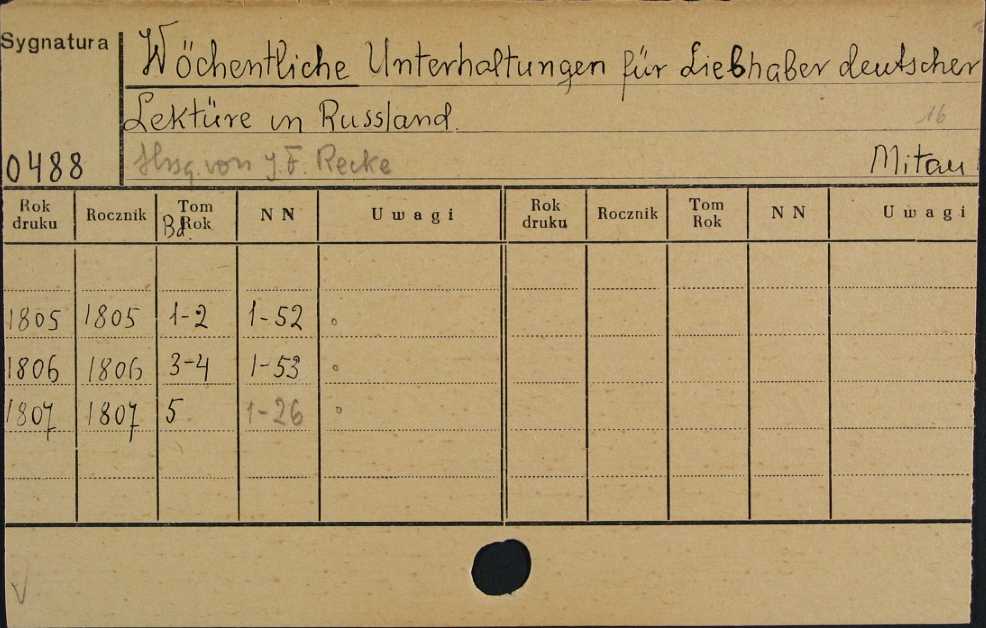 Sygnatura
Wöchentliche Unterhaltungen für Liebhaber deutscher
Lektüre in Russland.
16
0488
Hrsg. von J. F. Recke
Mitau
Rok druku Rocznik Tom Bd. Rok NN Uwagi Rok druku Rocznik Tom Rok NN Uwagi
1805 1805 1-2 1-52
1806 1806 3-4 1-53
1807 1807 5 1-26